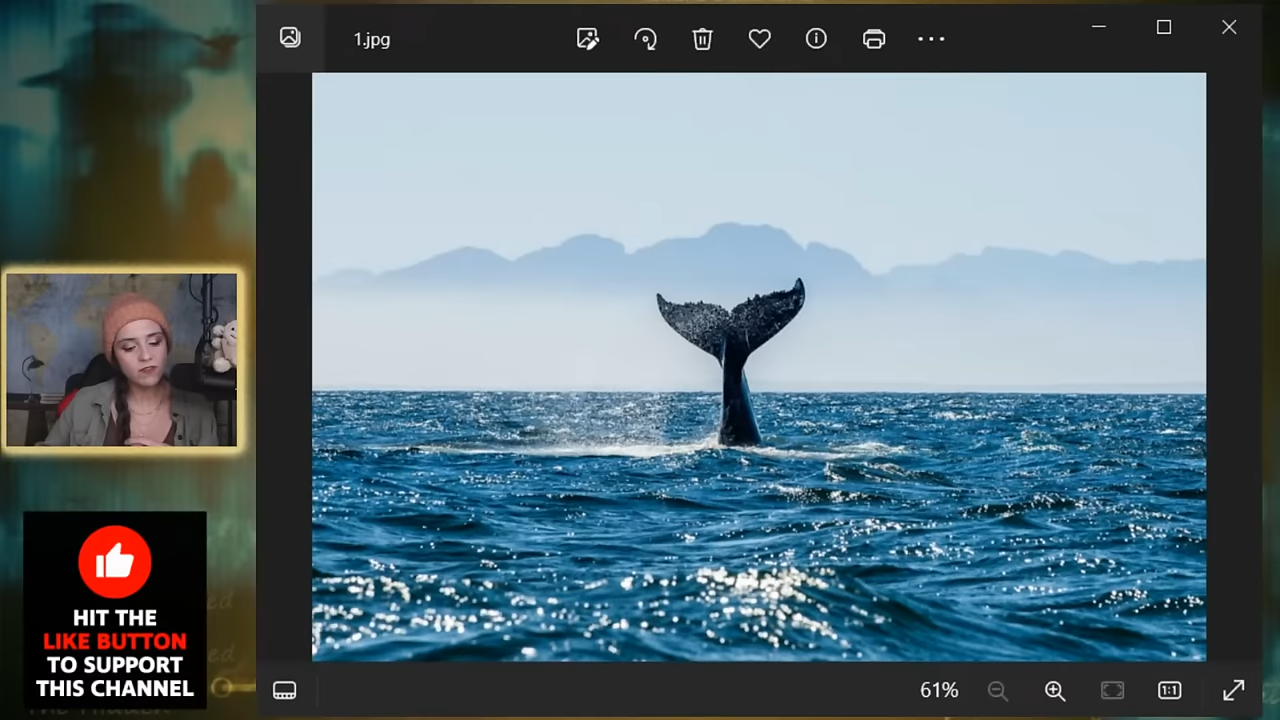 1.jpg
HIT THE
LIKE BUTTON
TO SUPPORT
THIS CHANNEL
61%
1:1